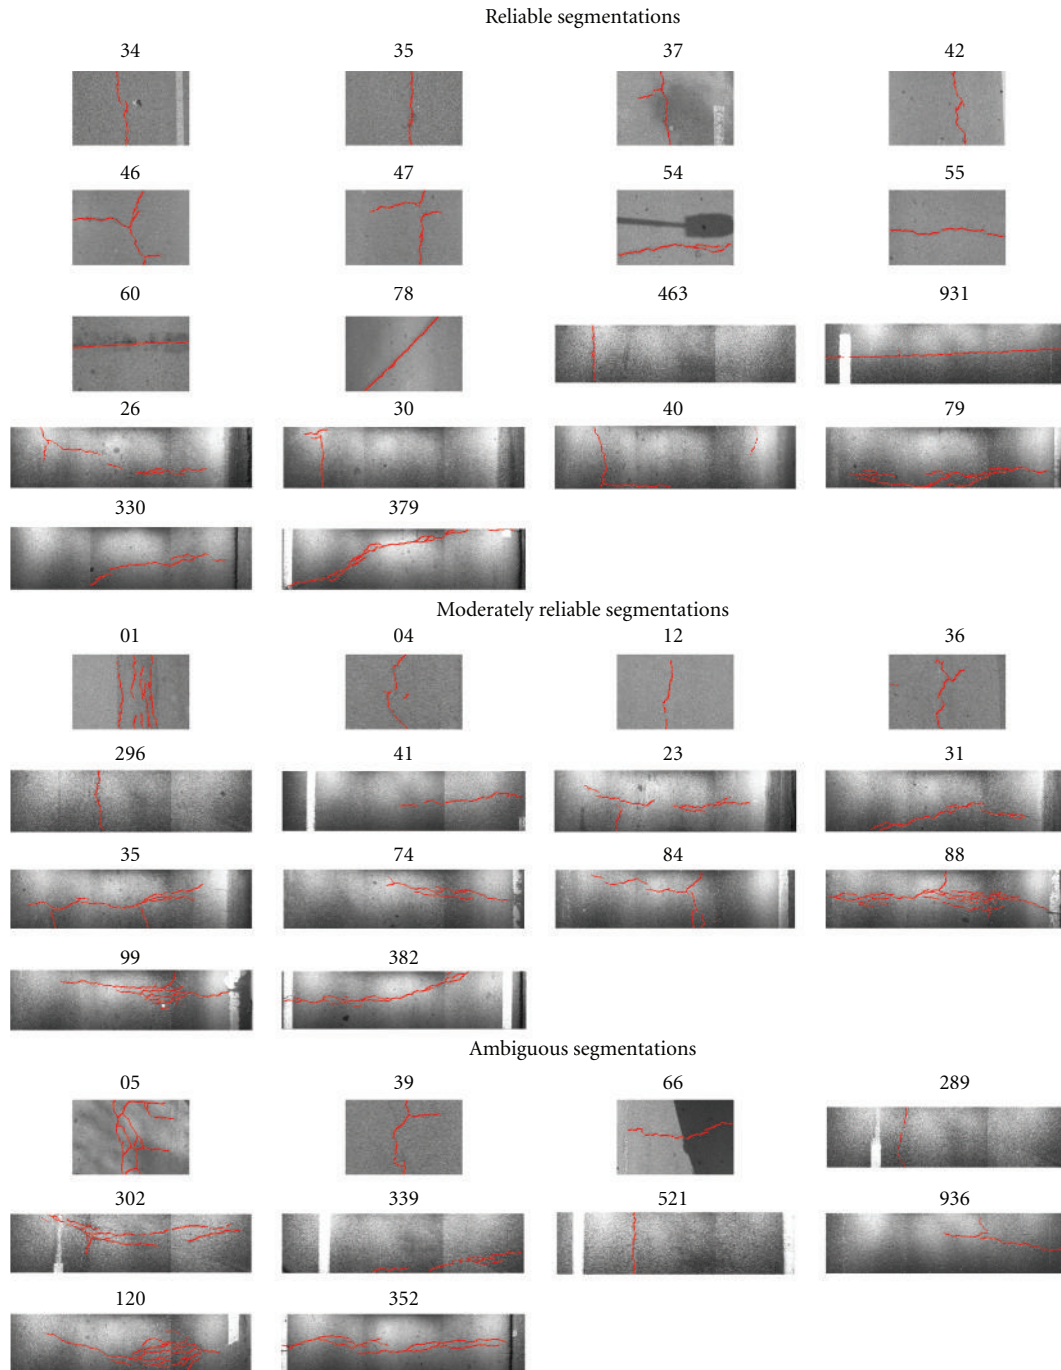 Reliable segmentations
34 35 37 42
46 47 54 55
60 78 463 931
26 30 40 79
330 379
Moderately reliable segmentations
01 04 12 36
296 41 23 31
35 74 84 88
99 382
Ambiguous segmentations
05 39 66 289
302 339 521 936
120 352